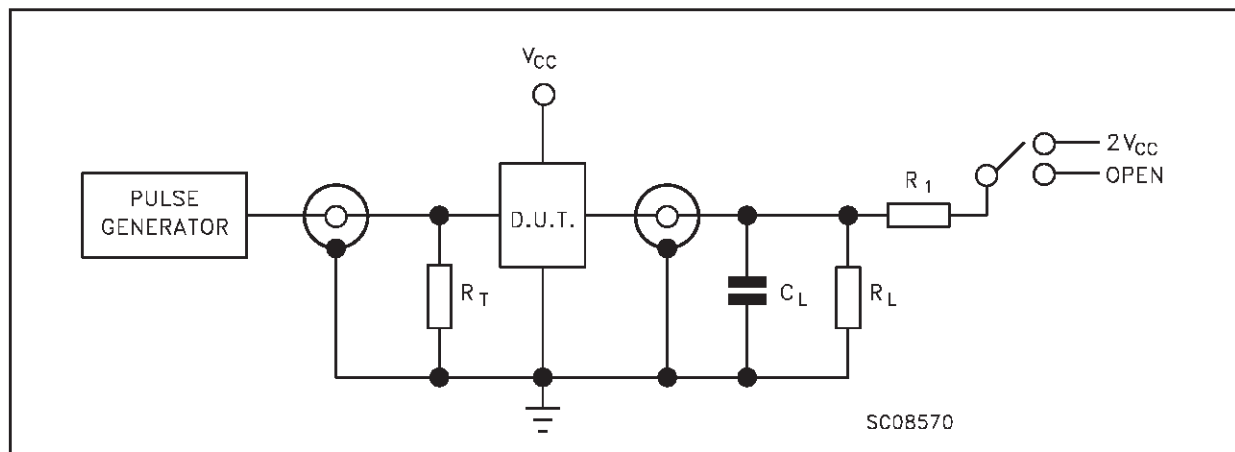 VCC
PULSE
GENERATOR
D.U.T.
RT
CL
RL
R1
2VCC
OPEN
SC08570